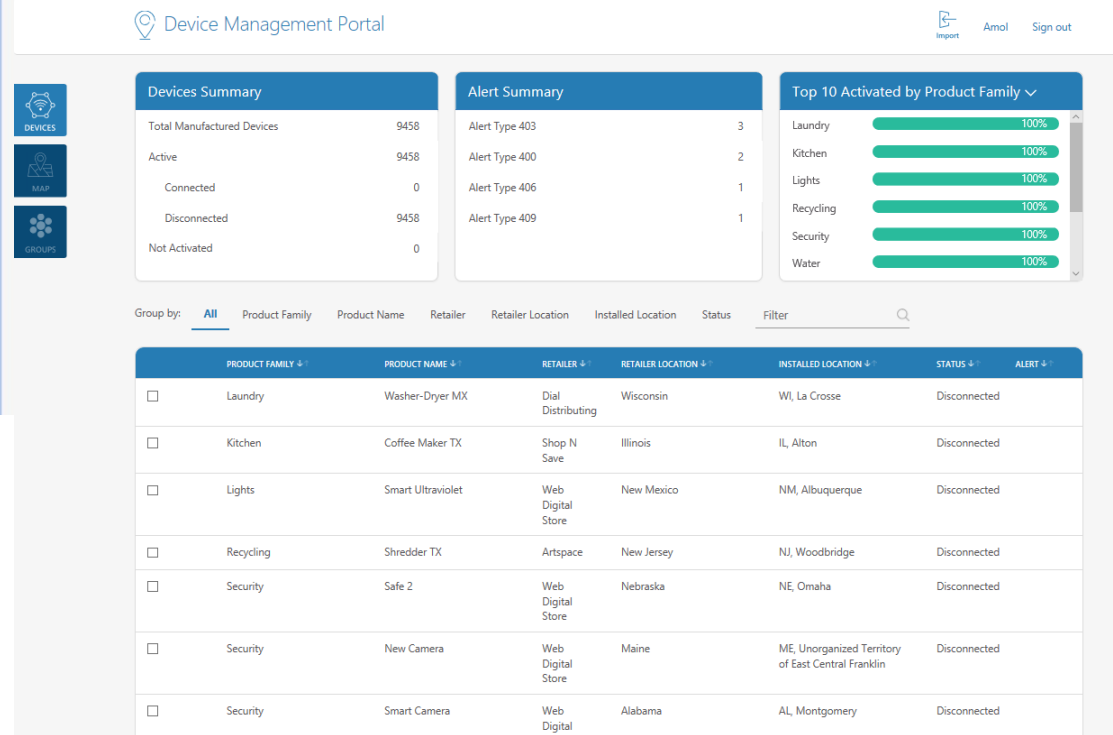 Device Management Portal
Import
Amol
Sign out
DEVICES
MAP
GROUPS
Devices Summary
Total Manufactured Devices 9458
Active 9458
Connected 0
Disconnected 9458
Not Activated 0
Alert Summary
Alert Type 403 3
Alert Type 400 2
Alert Type 406 1
Alert Type 409 1
Top 10 Activated by Product Family
Laundry 100%
Kitchen 100%
Lights 100%
Recycling 100%
Security 100%
Water 100%
Group by: All Product Family Product Name Retailer Retailer Location Installed Location Status Filter
PRODUCT FAMILY PRODUCT NAME RETAILER RETAILER LOCATION INSTALLED LOCATION STATUS ALERT
Laundry Washer-Dryer MX Dial Wisconsin WI, La Crosse Disconnected
Distributing
Kitchen Coffee Maker TX Shop N Illinois IL, Alton Disconnected
Save
Lights Smart Ultraviolet Web New Mexico NM, Albuquerque Disconnected
Digital
Store
Recycling Shredder TX Artspace New Jersey NJ, Woodbridge Disconnected
Security Safe 2 Web Nebraska NE, Omaha Disconnected
Digital
Store
Security New Camera Web Maine ME, Unorganized Territory Disconnected
Digital of East Central Franklin
Store
Security Smart Camera Web Alabama AL, Montgomery Disconnected
Digital